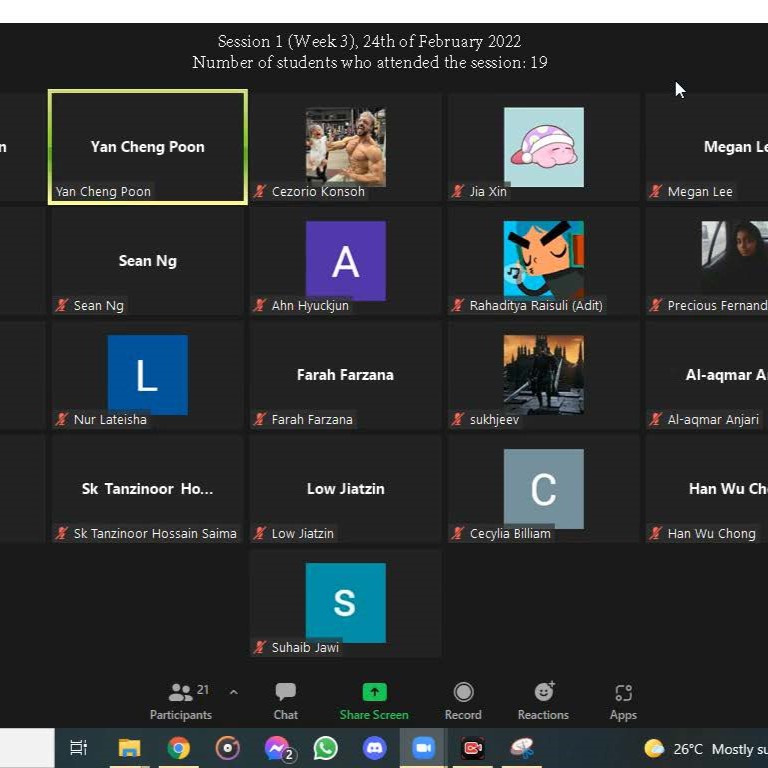 Session 1 (Week 3), 24th of February 2022
Number of students who attended the session: 19
n
Yan Cheng Poon
Yan Cheng Poon
Cezorio Konsoh
Jia Xin
Megan Le
Megan Lee
Sean Ng
Sean Ng
A
Ahn Hyuckjun
Rahaditya Raisuli (Adit)
Precious Fernand
L
Nur Lateisha
Farah Farzana
Farah Farzana
sukhjeev
Al-aqmar A
Al-aqmar Anjari
Sk Tanzinoor Ho...
Sk Tanzinoor Hossain Saima
Low Jiatzin
Low Jiatzin
C
Cecylia Billiam
Han Wu Ch
Han Wu Chong
S
Suhaib Jawi
21
Participants
Chat
Share Screen
Record
Reactions
Apps
2
26°C Mostly su